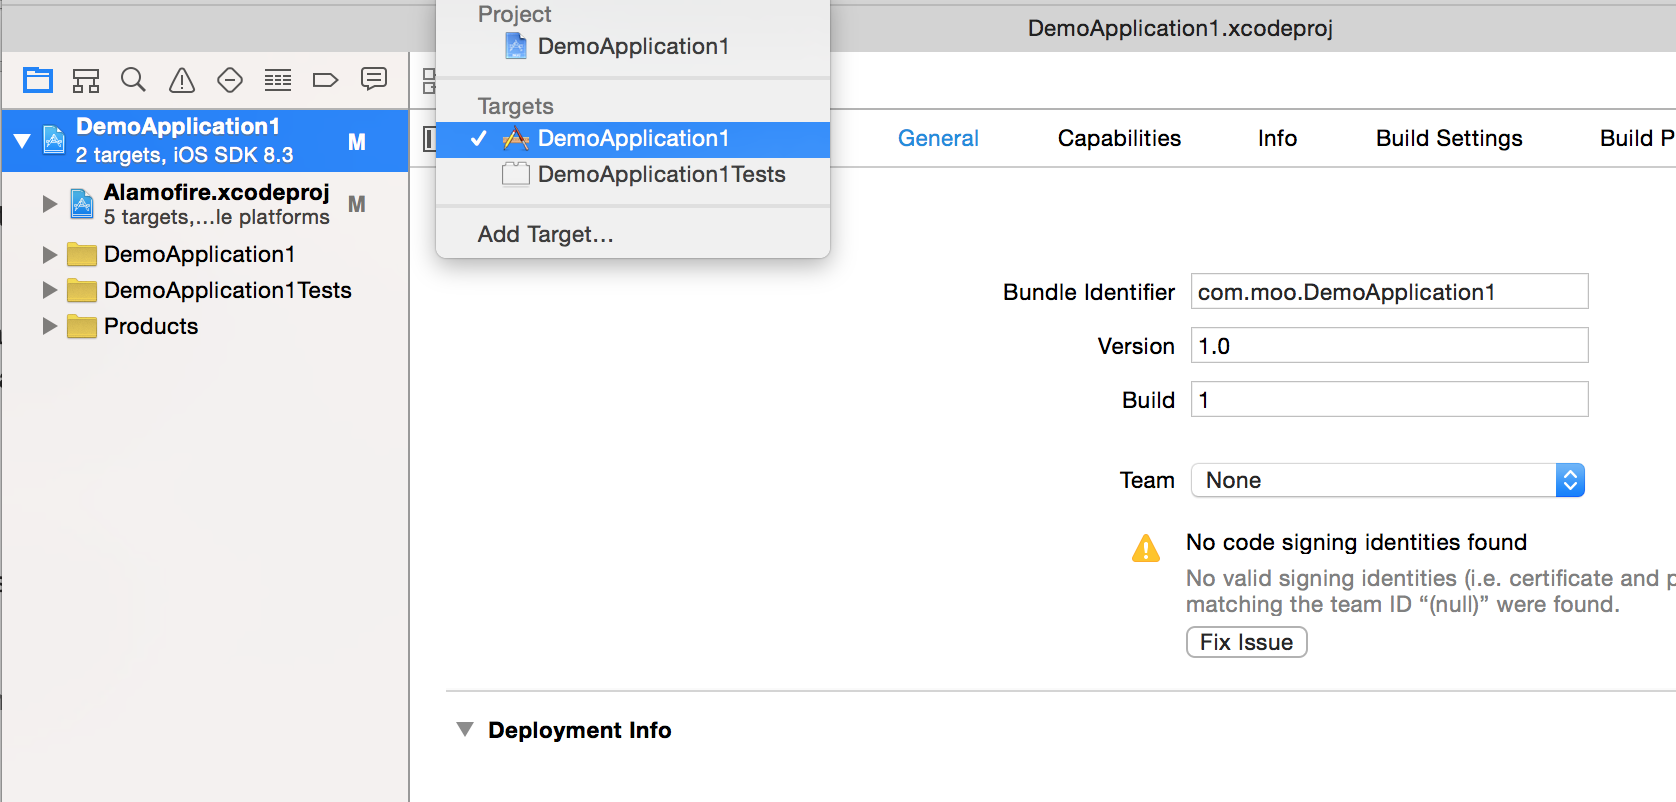 Project
DemoApplication1
Targets
DemoApplication1
DemoApplication1Tests
Add Target...
DemoApplication1.xcodeproj
DemoApplication1
M
2 targets, iOS SDK 8.3
Alamofire.xcodeproj
M
5 targets,...le platforms
DemoApplication1
DemoApplication1Tests
Products
General Capabilities Info Build Settings Build P
Bundle Identifier com.moo.DemoApplication1
Version 1.0
Build 1
Team None
No code signing identities found
No valid signing identities (i.e. certificate and p
matching the team ID “(null)” were found.
Fix Issue
Deployment Info